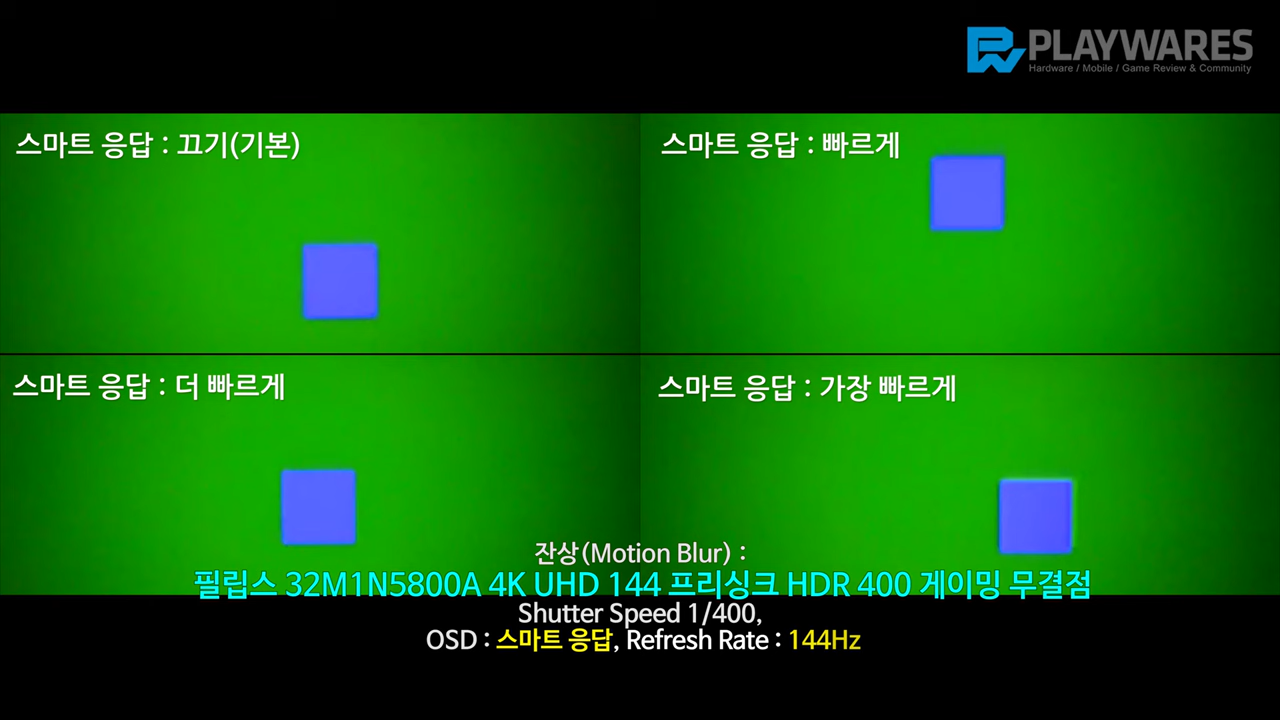 PLAYWARES
Hardware / Mobile / Game Review & Community
스마트 응답 : 끄기(기본)
스마트 응답 : 빠르게
스마트 응답 : 더 빠르게
스마트 응답 : 가장 빠르게
잔상(Motion Blur) :
필립스 32M1N5800A 4K UHD 144 프리싱크 HDR 400 게이밍 무결점
Shutter Speed 1/400,
OSD : 스마트 응답, Refresh Rate : 144Hz